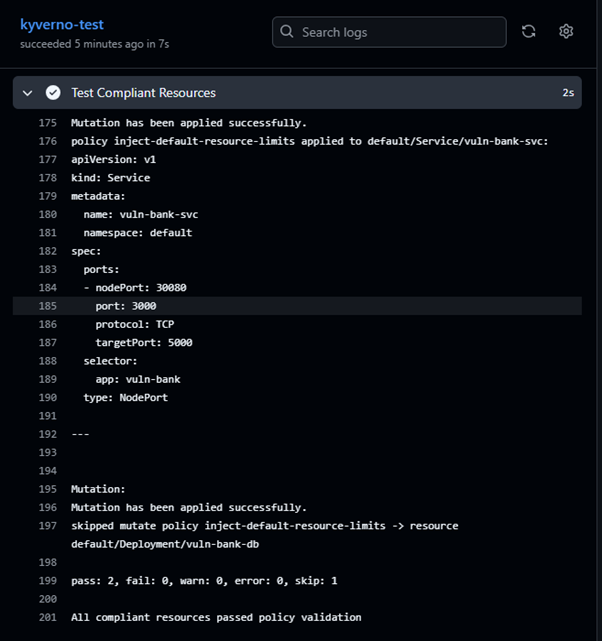 kyverno-test
succeeded 5 minutes ago in 7s
Search logs
Test Compliant Resources
2s
175 Mutation has been applied successfully.
176 policy inject-default-resource-limits applied to default/Service/vuln-bank-svc:
177 apiVersion: v1
178 kind: Service
179 metadata:
180   name: vuln-bank-svc
181   namespace: default
182 spec:
183   ports:
184   - nodePort: 30080
185     port: 3000
186     protocol: TCP
187     targetPort: 5000
188   selector:
189     app: vuln-bank
190   type: NodePort
191
192 ---
193
194
195 Mutation:
196 Mutation has been applied successfully.
197 skipped mutate policy inject-default-resource-limits -> resource
default/Deployment/vuln-bank-db
198
199 pass: 2, fail: 0, warn: 0, error: 0, skip: 1
200
201 All compliant resources passed policy validation